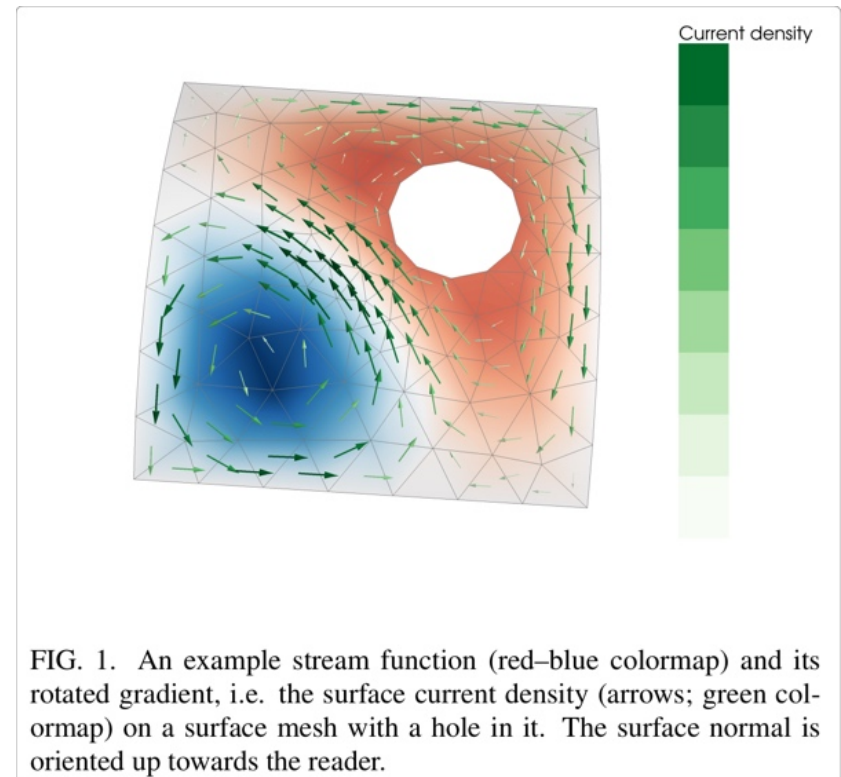 Current density
FIG. 1. An example stream function (red–blue colormap) and its
rotated gradient, i.e. the surface current density (arrows; green col-
ormap) on a surface mesh with a hole in it. The surface normal is
oriented up towards the reader.